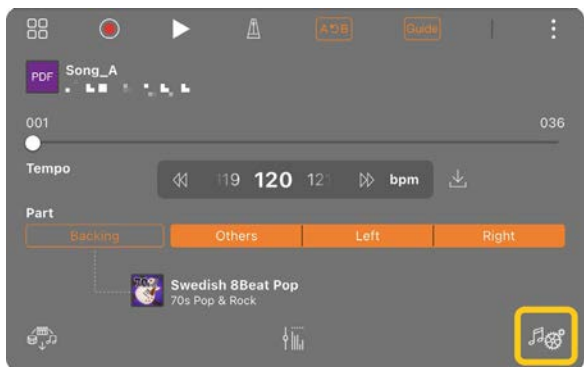 A B Guide
PDF Song_A
001 036
Tempo 119 120 12 bpm
Part
Backing Others Left Right
Swedish 8Beat Pop
70s Pop & Rock